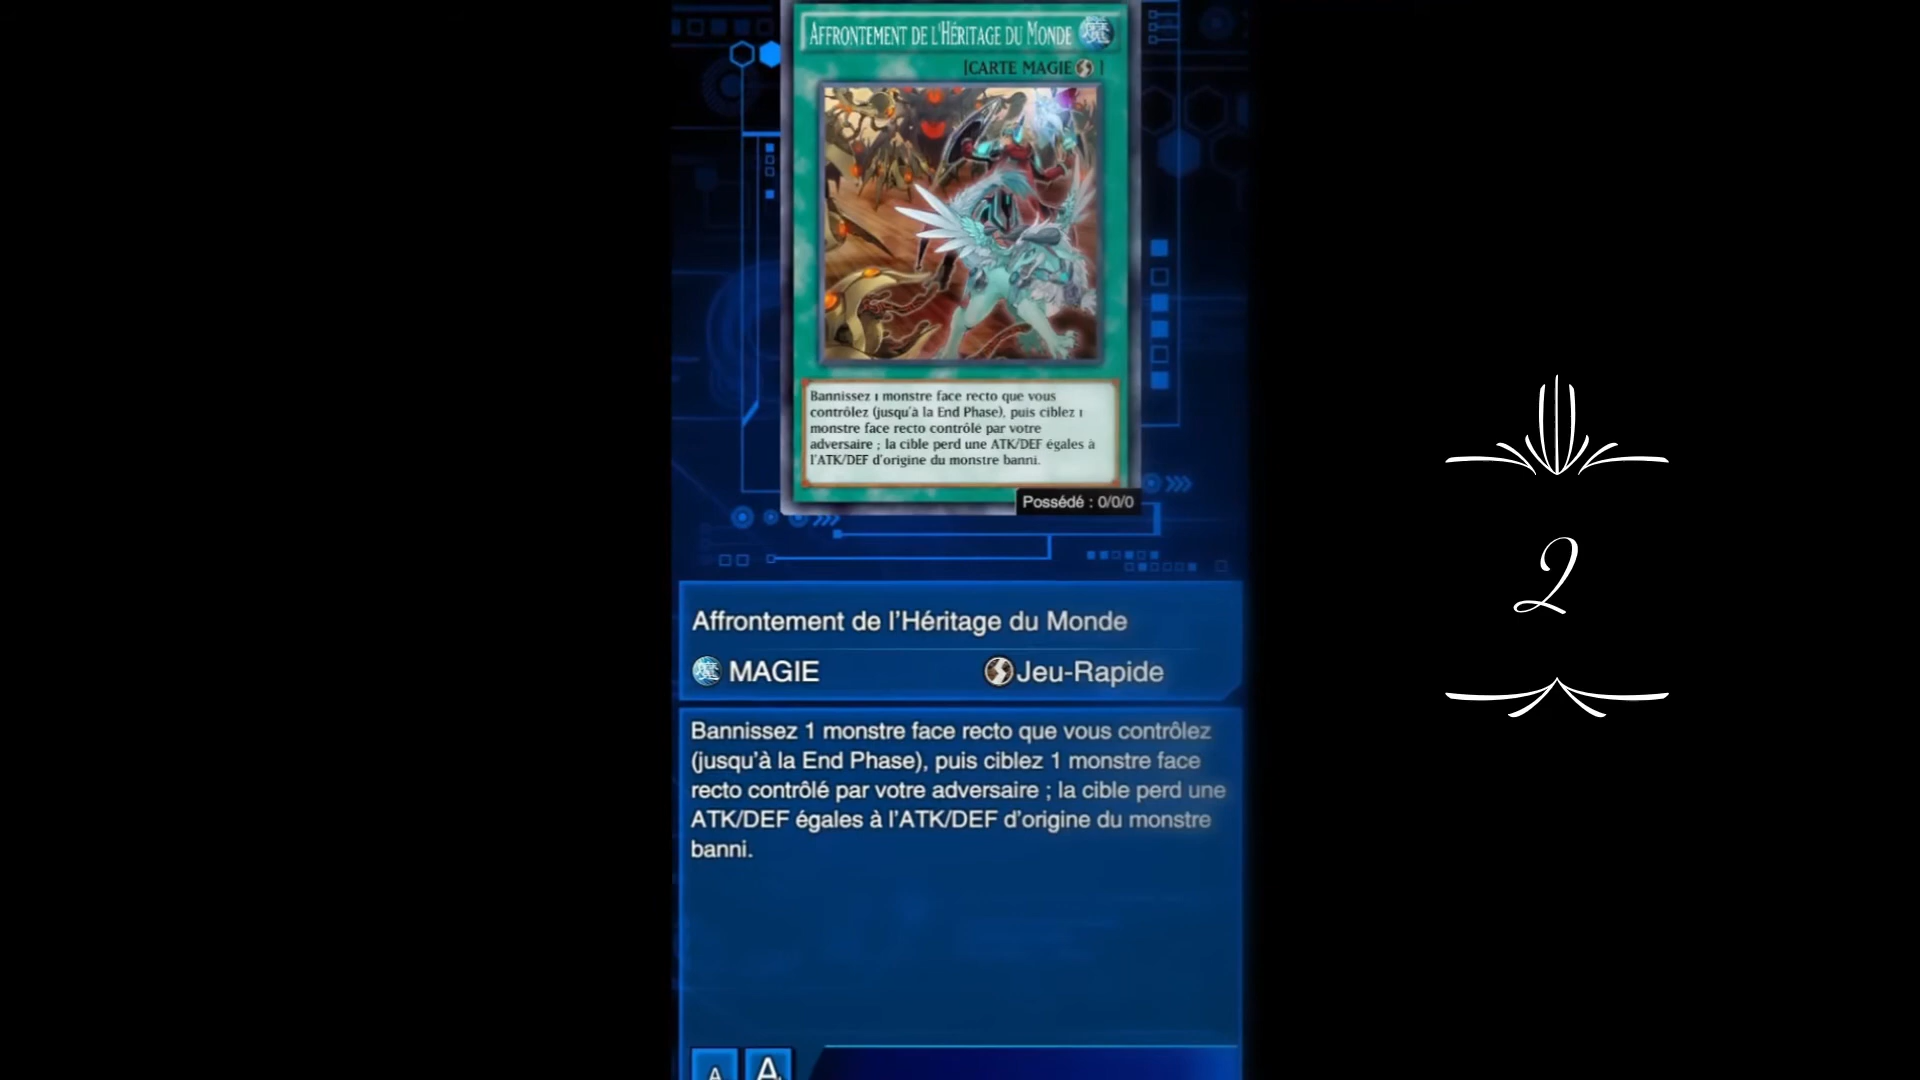 AFFRONTEMENT DE L'HÉRITAGE DU MONDE
[CARTE MAGIE ]
Bannissez 1 monstre face recto que vous
contrôlez (jusqu'à la End Phase), puis ciblez 1
monstre face recto contrôlé par votre
adversaire ; la cible perd une ATK/DEF égales à
l'ATK/DEF d'origine du monstre banni.
Possédé : 0/0/0
Affrontement de l'Héritage du Monde
MAGIE
Jeu-Rapide
Bannissez 1 monstre face recto que vous contrôlez
(jusqu'à la End Phase), puis ciblez 1 monstre face
recto contrôlé par votre adversaire ; la cible perd une
ATK/DEF égales à l'ATK/DEF d'origine du monstre
banni.
A A
2